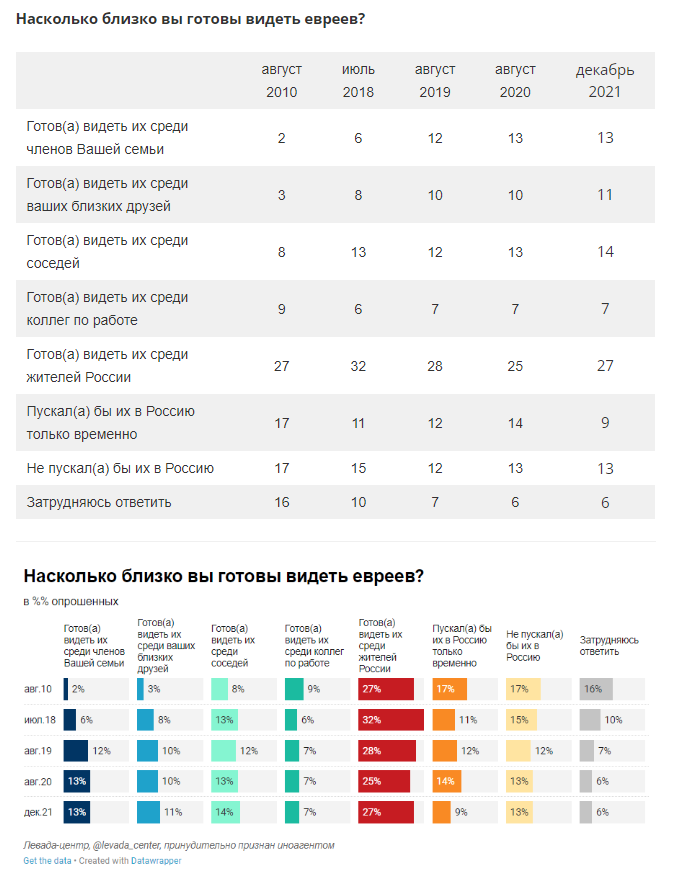 Насколько близко вы готовы видеть евреев?
август июль август август декабрь
2010 2018 2019 2020 2021
Готов(а) видеть их среди
членов Вашей семьи 2 6 12 13 13
Готов(а) видеть их среди
ваших близких друзей 3 8 10 10 11
Готов(а) видеть их среди
соседей 8 13 12 13 14
Готов(а) видеть их среди
коллег по работе 9 6 7 7 7
Готов(а) видеть их среди
жителей России 27 32 28 25 27
Пускал(а) бы их в Россию
только временно 17 11 12 14 9
Не пускал(а) бы их в Россию 17 15 12 13 13
Затрудняюсь ответить 16 10 7 6 6
Насколько близко вы готовы видеть евреев?
в %% опрошенных
Готов(а)
видеть их
среди членов
Вашей семьи
Готов(а)
видеть их
среди ваших
близких
друзей
Готов(а)
видеть их
среди
соседей
Готов(а)
видеть их
среди коллег
по работе
Готов(а)
видеть их
среди
жителей
России
Пускал(а) бы
их в Россию
только
временно
Не пускал(а)
бы их в
Россию
Затрудняюсь
ответить
авг.10 2% 3% 8% 9% 27% 17% 17% 16%
июл.18 6% 8% 13% 6% 32% 11% 15% 10%
авг.19 12% 10% 12% 7% 28% 12% 12% 7%
авг.20 13% 10% 13% 7% 25% 14% 13% 6%
дек.21 13% 11% 14% 7% 27% 9% 13% 6%
Левада-центр, @levada_center, принудительно признан иноагентом
Get the data • Created with Datawrapper